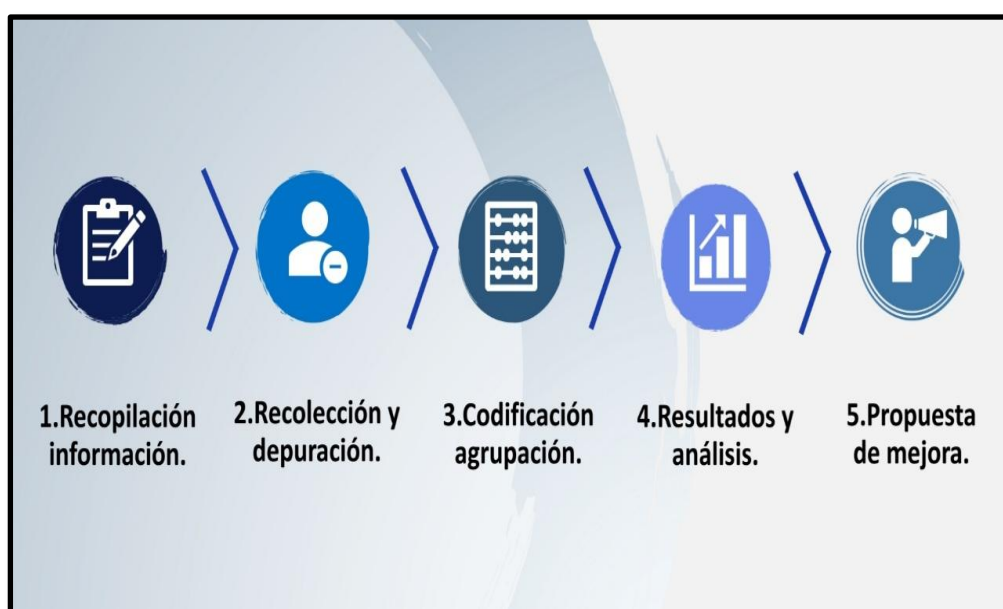 1.Recopilación
información.
2.Recolección y
depuración.
3.Codificación
agrupación.
4.Resultados y
análisis.
5.Propuesta
de mejora.